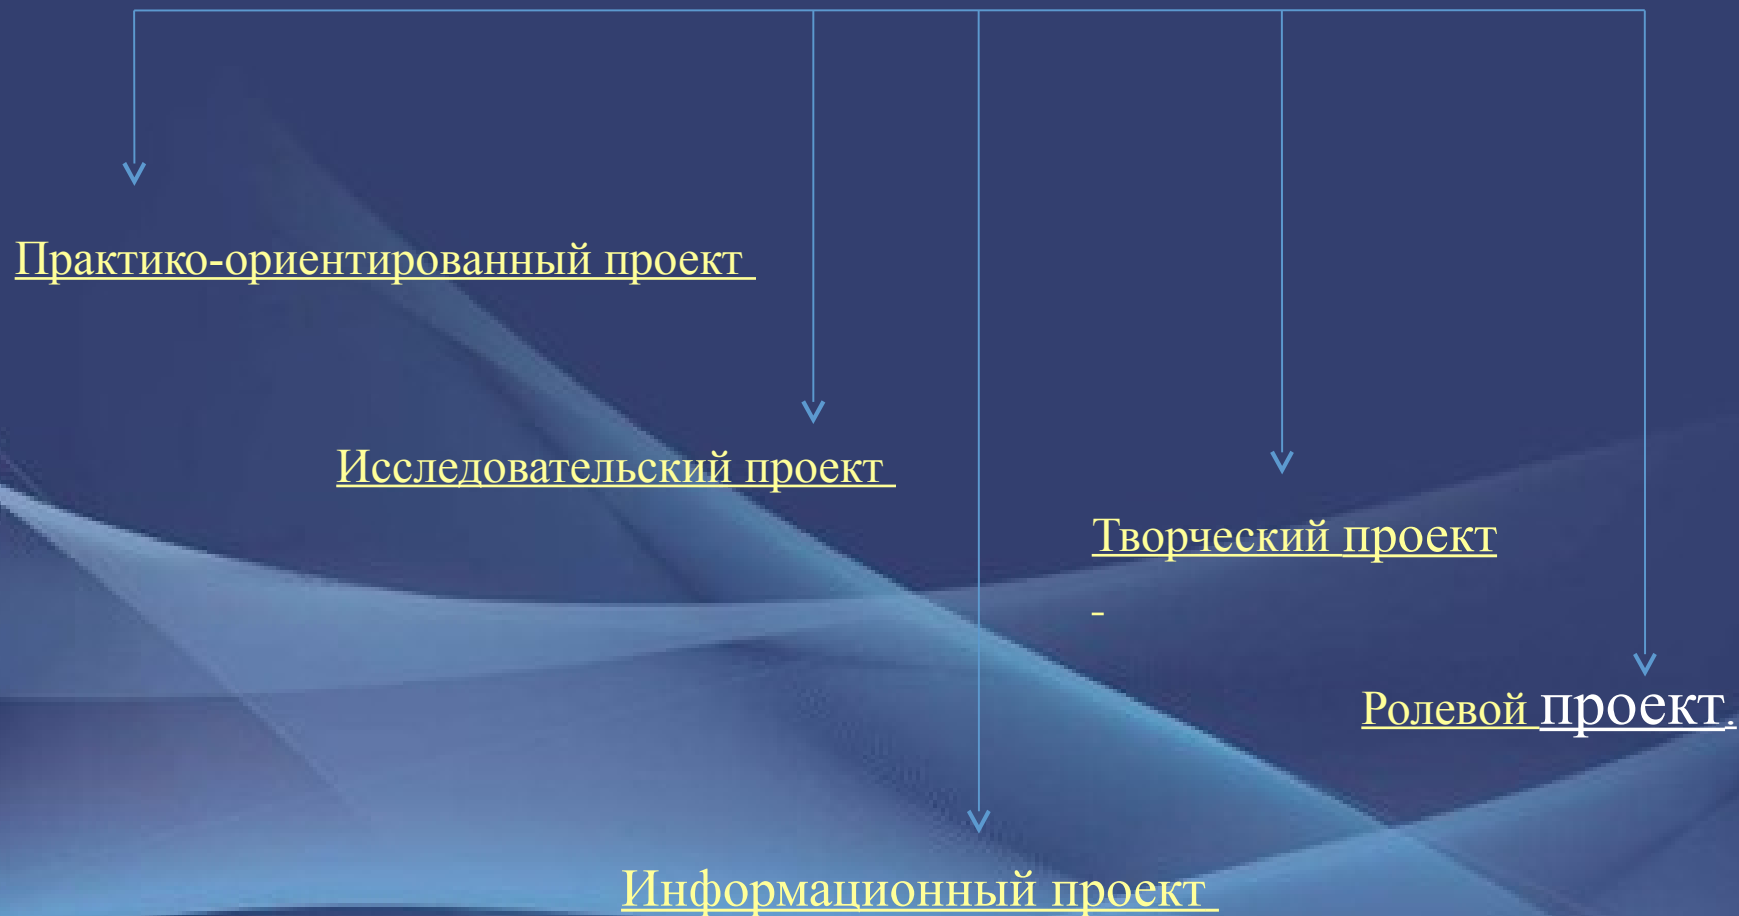 Практико-ориентированный проект
Исследовательский проект
Творческий проект
Ролевой проект.
Информационный проект